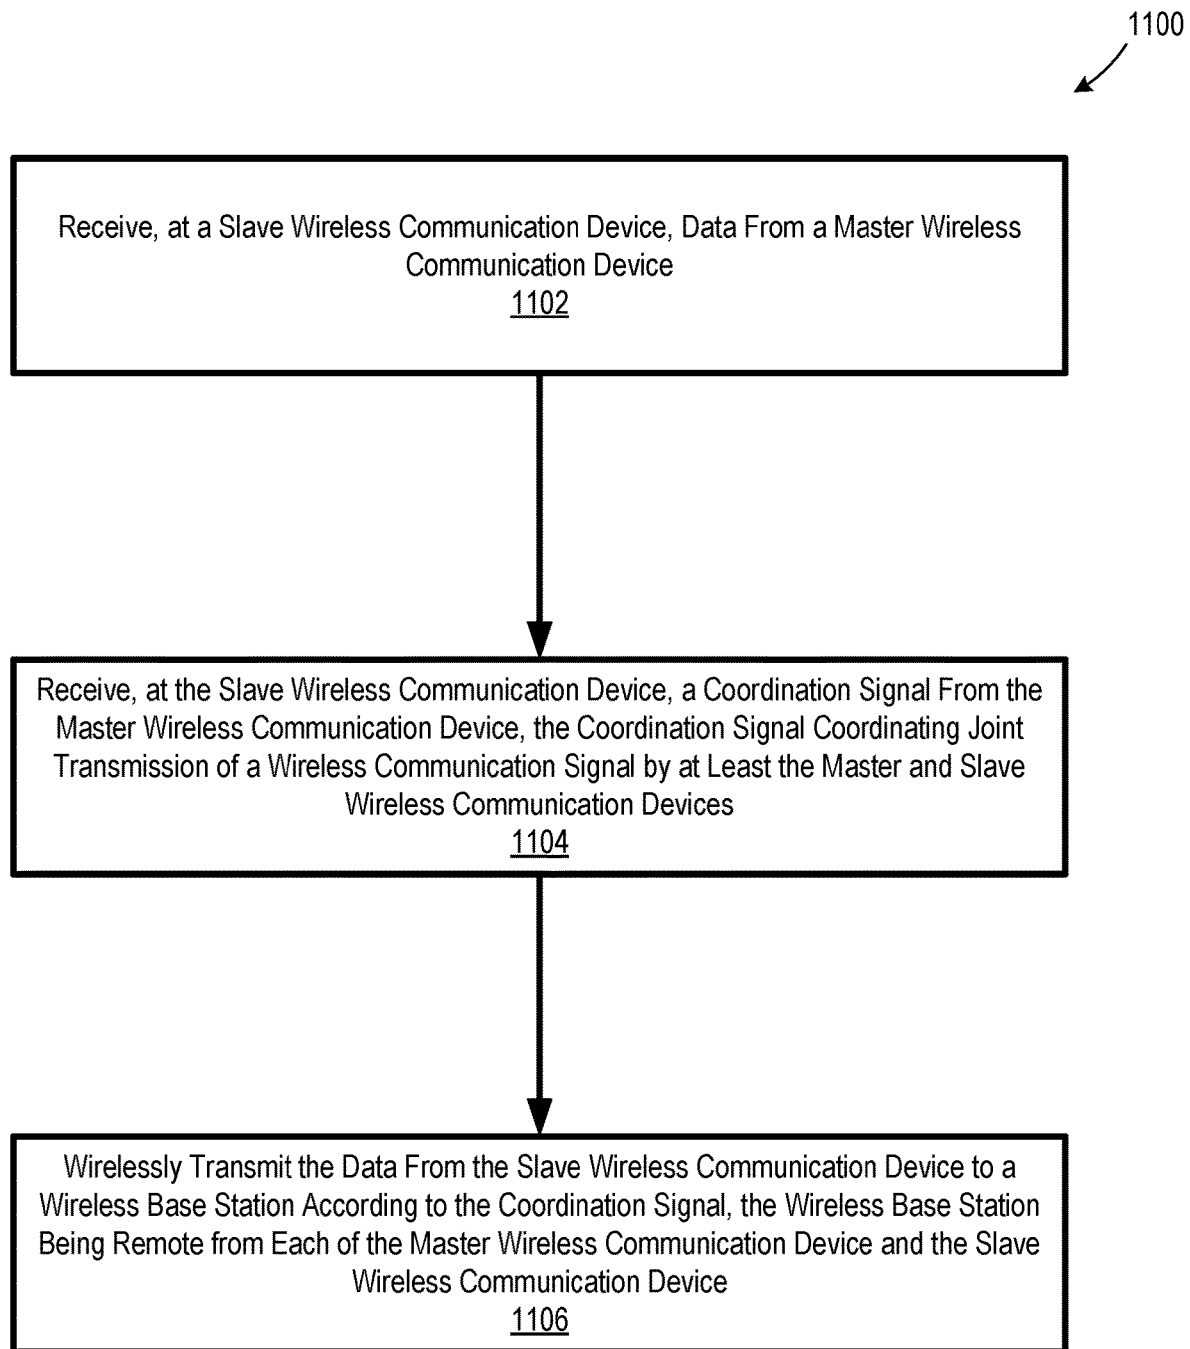 1100
Receive, at a Slave Wireless Communication Device, Data From a Master Wireless
Communication Device
1102
Receive, at the Slave Wireless Communication Device, a Coordination Signal From the
Master Wireless Communication Device, the Coordination Signal Coordinating Joint
Transmission of a Wireless Communication Signal by at Least the Master and Slave
Wireless Communication Devices
1104
Wirelessly Transmit the Data From the Slave Wireless Communication Device to a
Wireless Base Station According to the Coordination Signal, the Wireless Base Station
Being Remote from Each of the Master Wireless Communication Device and the Slave
Wireless Communication Device
1106